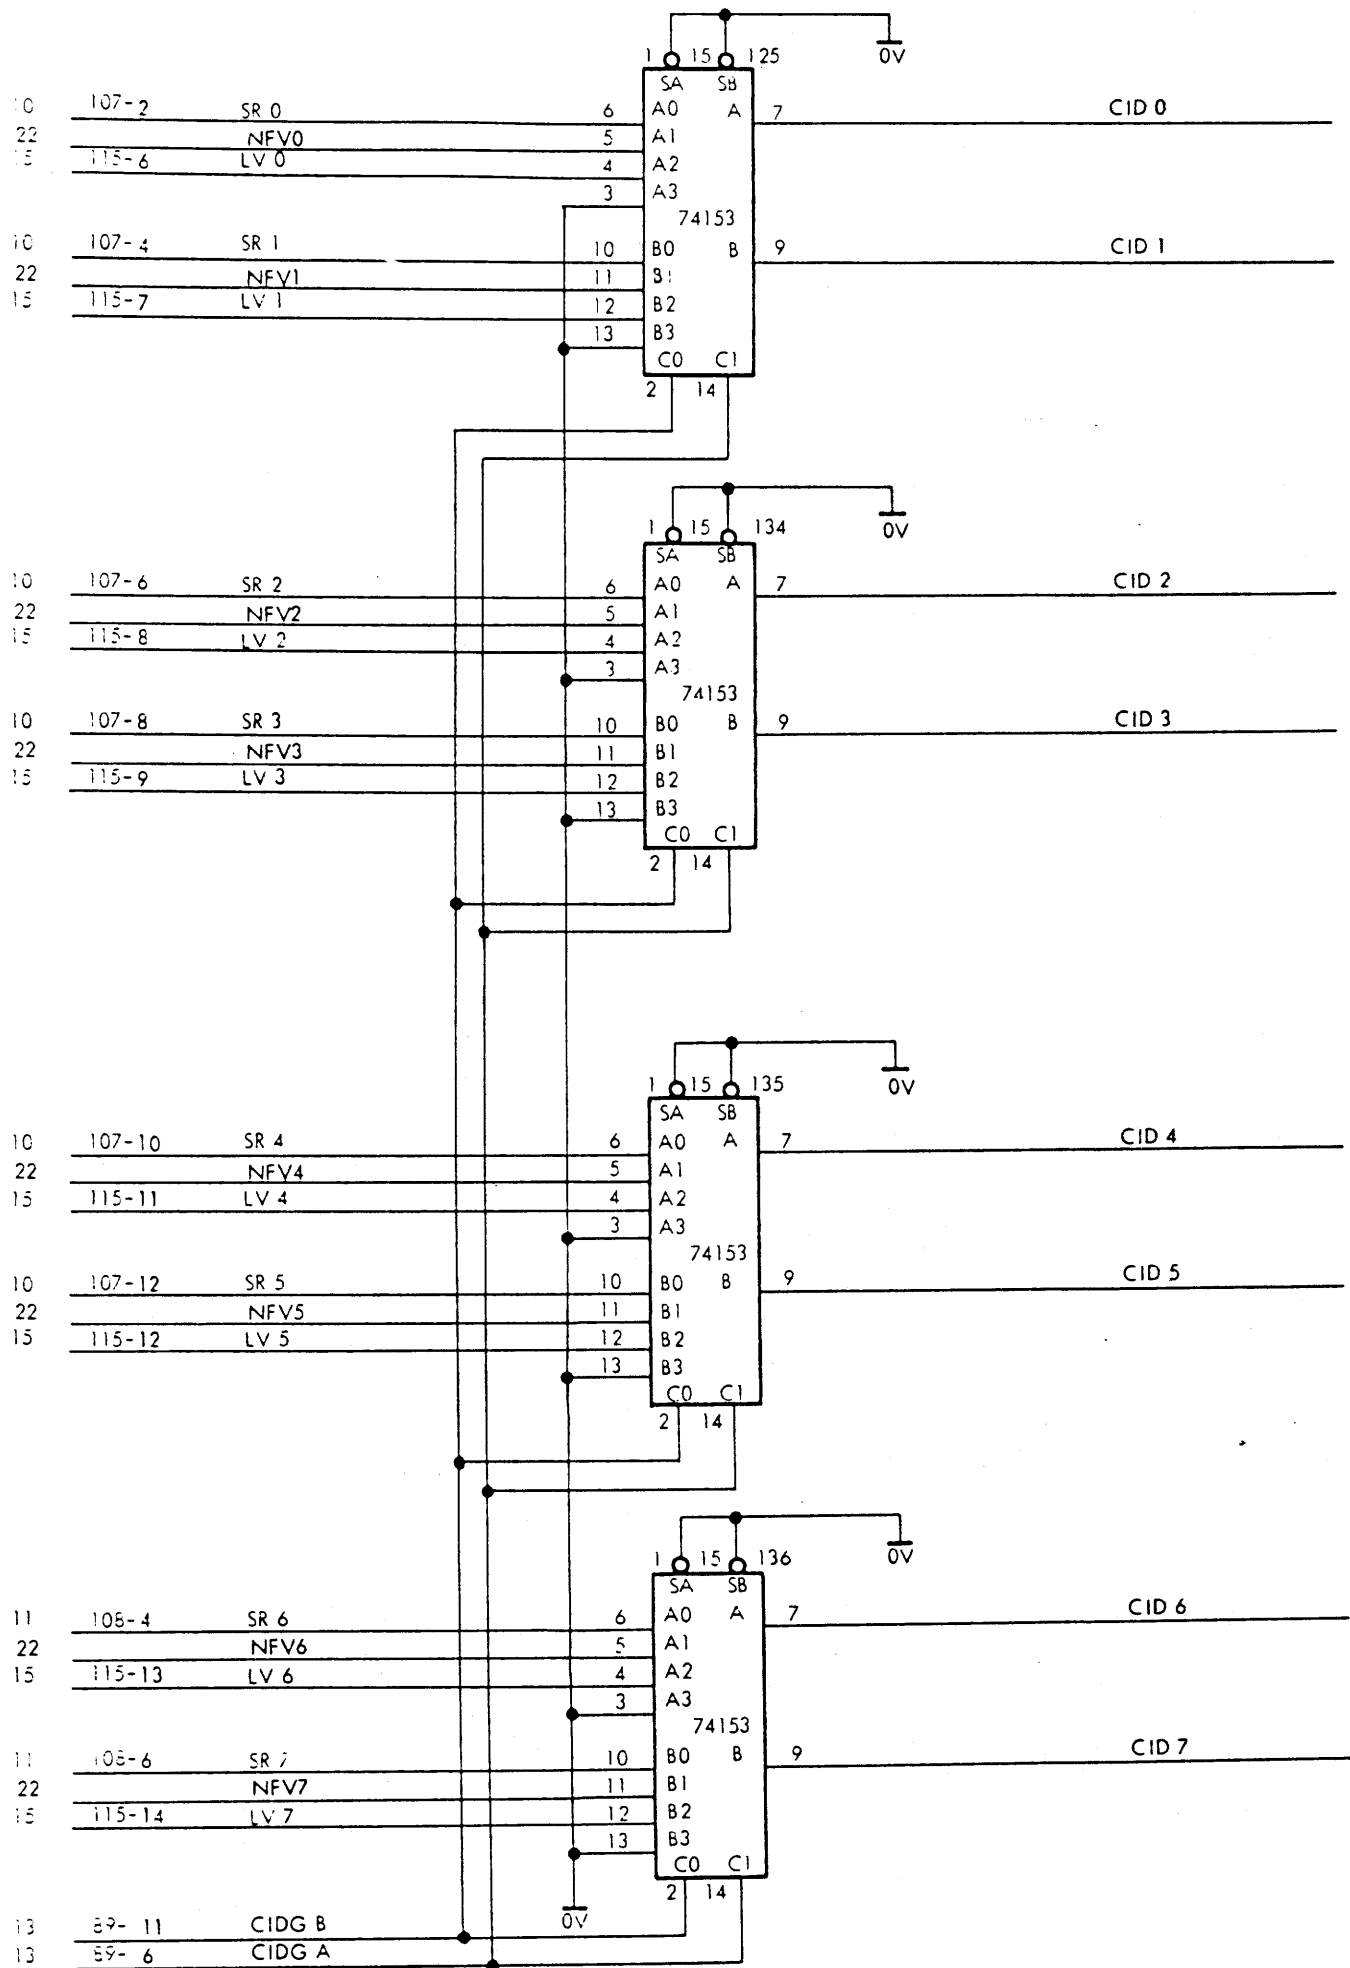 1 15 125
0V
SA SB
10 107-2 SR 0 6 A0 A 7 CID 0
22 NFV0 5 A1
15 115-6 LV 0 4 A2
3 A3
74153
10 107-4 SR 1 10 B0 B 9 CID 1
22 NFV1 11 B1
15 115-7 LV 1 12 B2
13 B3
C0 C1
2 14
1 15 134
0V
SA SB
10 107-6 SR 2 6 A0 A 7 CID 2
22 NFV2 5 A1
15 115-8 LV 2 4 A2
3 A3
74153
10 107-8 SR 3 10 B0 B 9 CID 3
22 NFV3 11 B1
15 115-9 LV 3 12 B2
13 B3
C0 C1
2 14
1 15 135
0V
SA SB
10 107-10 SR 4 6 A0 A 7 CID 4
22 NFV4 5 A1
15 115-11 LV 4 4 A2
3 A3
74153
10 107-12 SR 5 10 B0 B 9 CID 5
22 NFV5 11 B1
15 115-12 LV 5 12 B2
13 B3
C0 C1
2 14
1 15 136
0V
SA SB
11 108-4 SR 6 6 A0 A 7 CID 6
22 NFV6 5 A1
15 115-13 LV 6 4 A2
3 A3
74153
11 108-6 SR 7 10 B0 B 9 CID 7
22 NFV7 11 B1
15 115-14 LV 7 12 B2
13 B3
C0 C1
2 14
0V
13 89-11 CIDG B
13 89-6 CIDG A